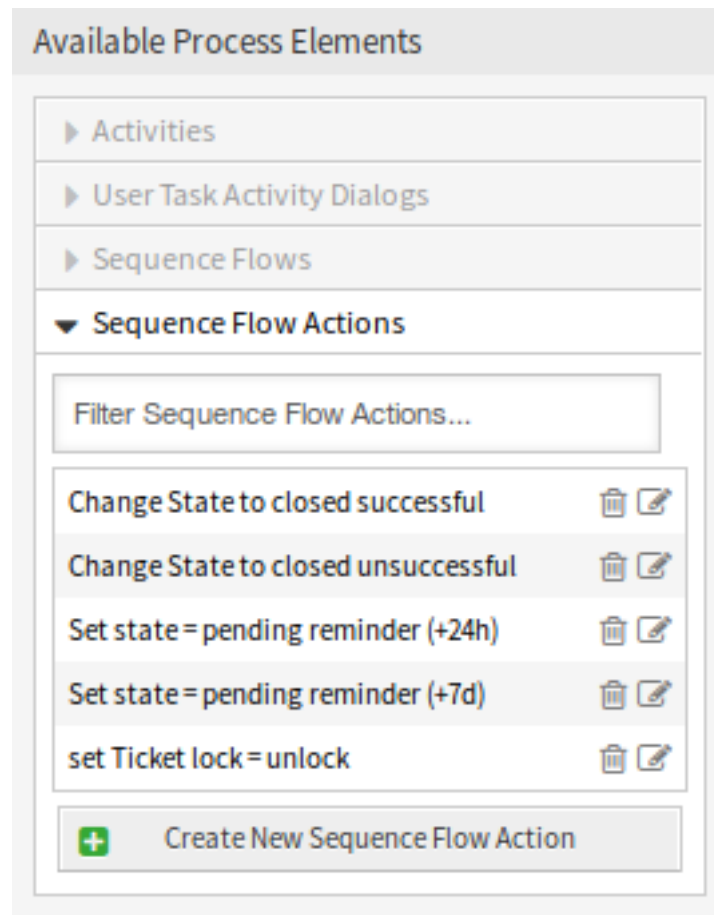 Available Process Elements
Activities
User Task Activity Dialogs
Sequence Flows
Sequence Flow Actions
Filter Sequence Flow Actions...
Change State to closed successful
Change State to closed unsuccessful
Set state = pending reminder (+24h)
Set state = pending reminder (+7d)
set Ticket lock = unlock
Create New Sequence Flow Action